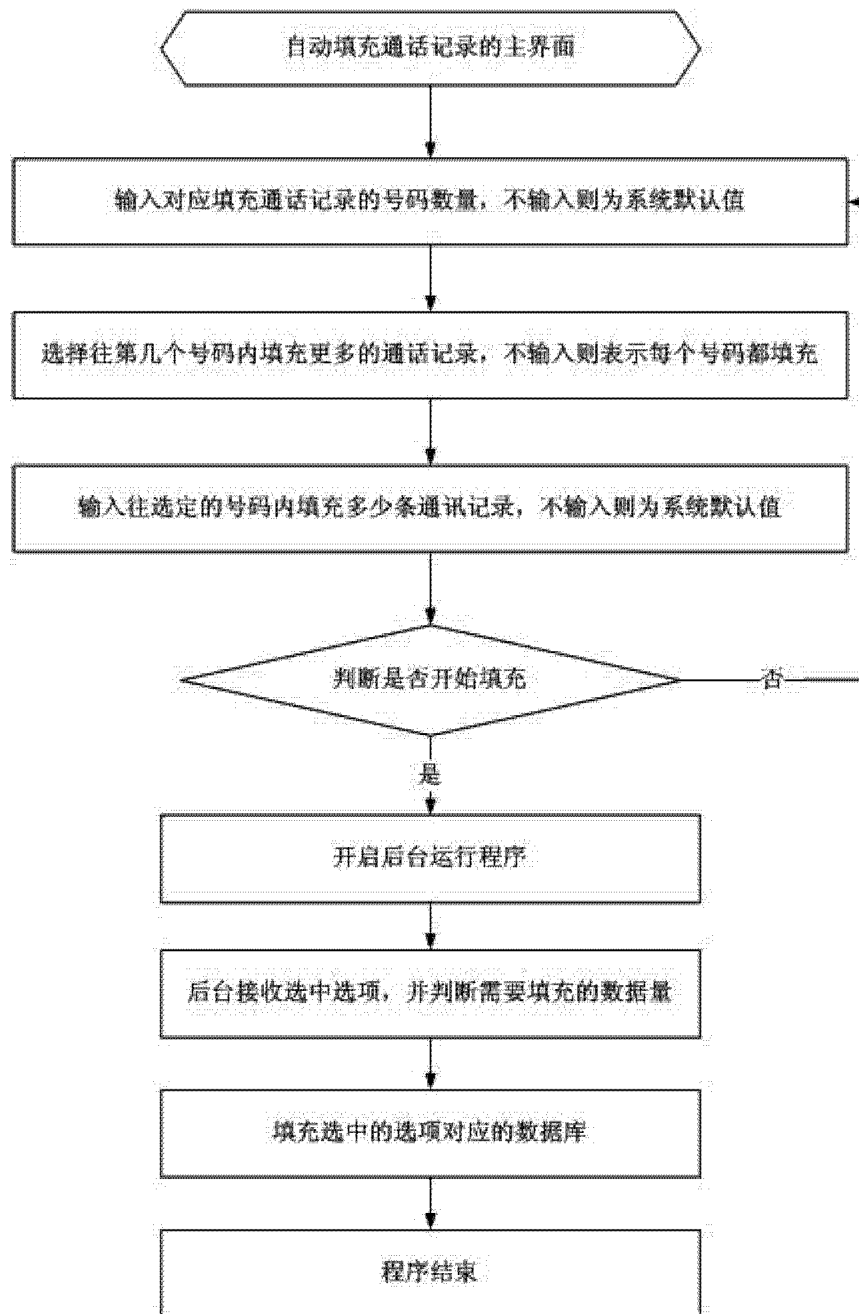 自动填充通话记录的主界面
输入对应填充通话记录的号码数量，不输入则为系统默认值
选择往第几个号码内填充更多的通话记录，不输入则表示每个号码都填充
输入往选定的号码内填充多少条通讯记录，不输入则为系统默认值
判断是否开始填充
否
是
开启后台运行程序
后台接收选中选项，并判断需要填充的数据量
填充选中的选项对应的数据库
程序结束